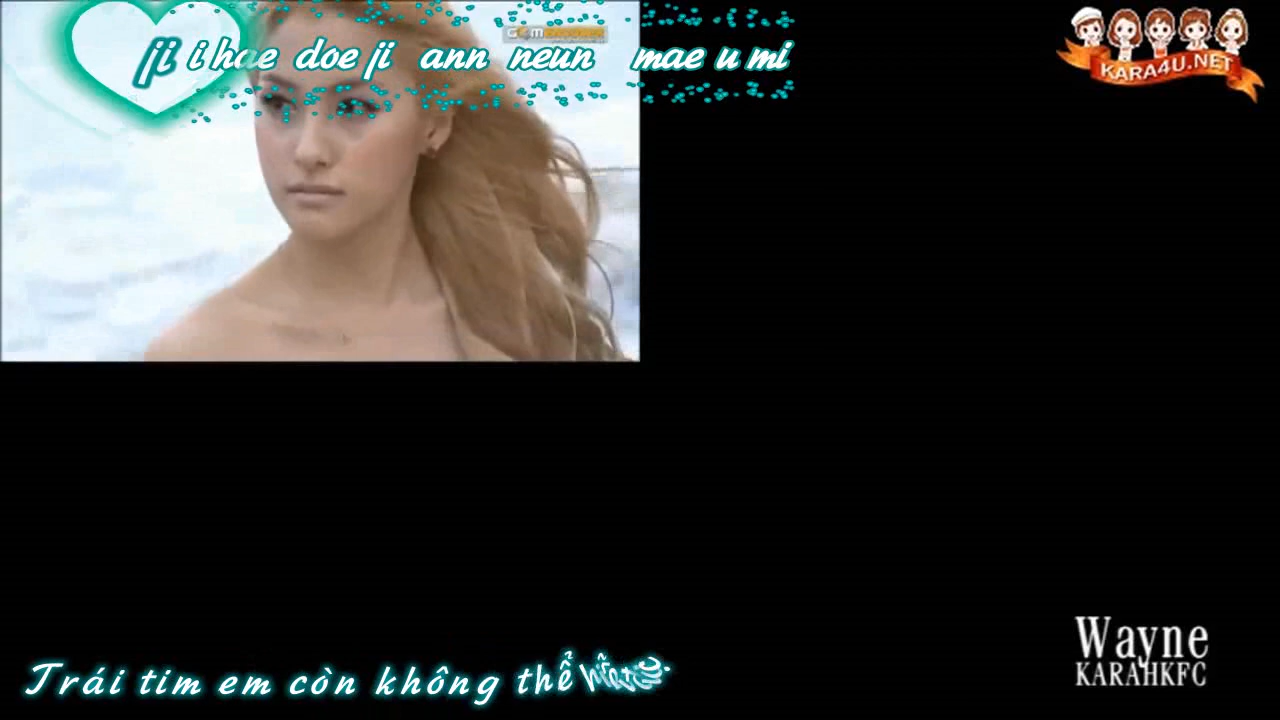 ji i hae doe ji ann neun mae u mi
KARA4U.NET
Trái tim em còn không thể
Wayne
KARAHKFC